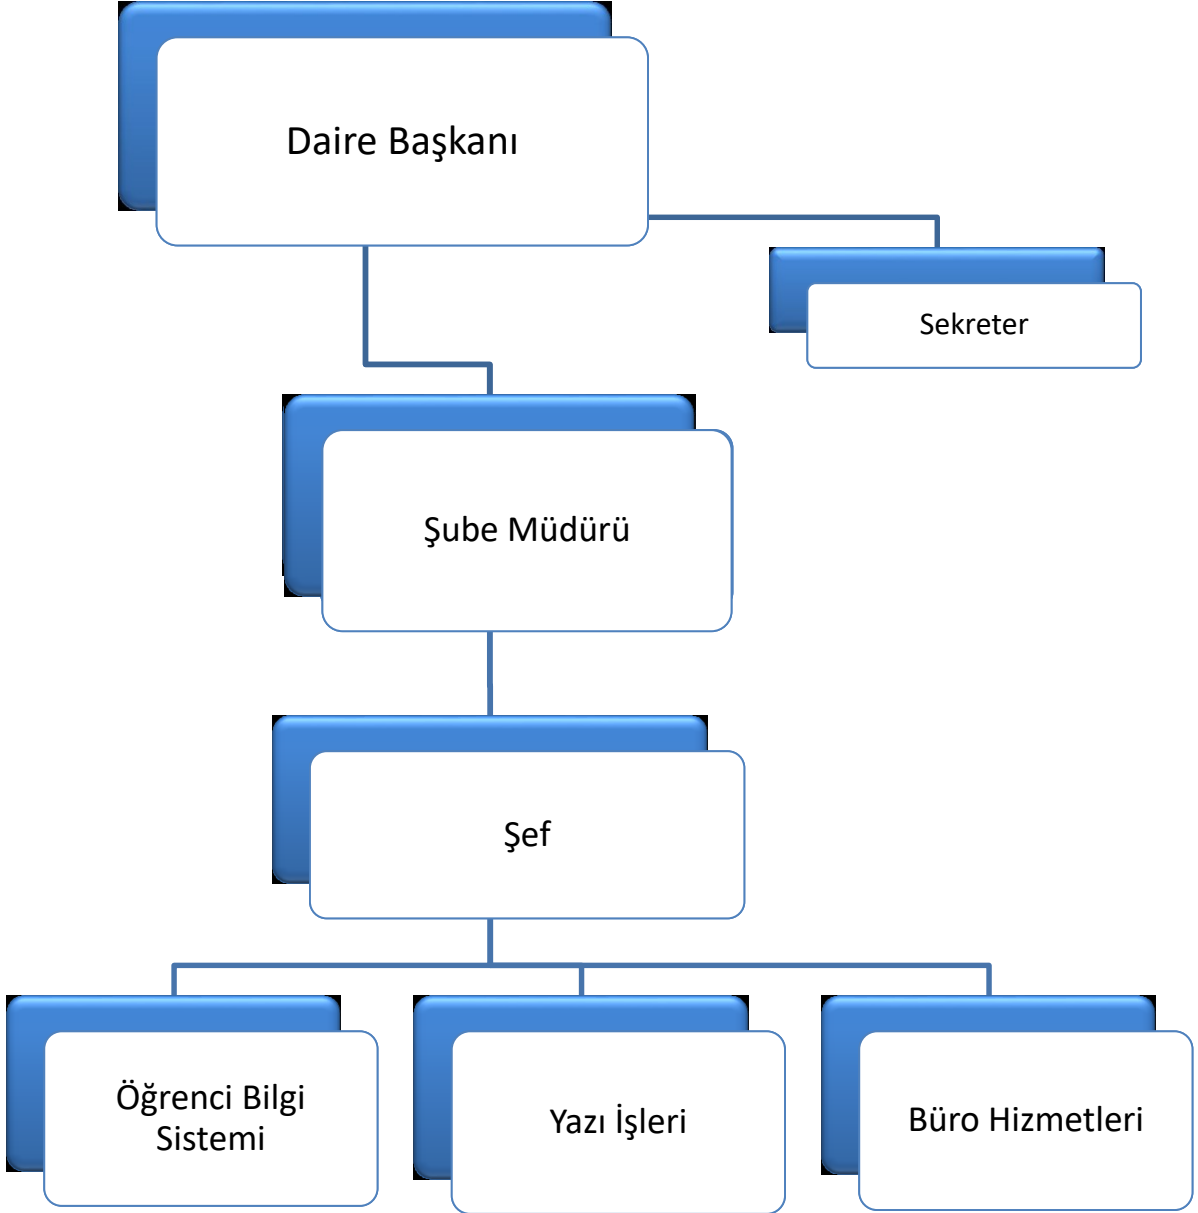 Daire Başkanı
Sekreter
Şube Müdürü
Şef
Öğrenci Bilgi
Sistemi
Yazı İşleri
Büro Hizmetleri